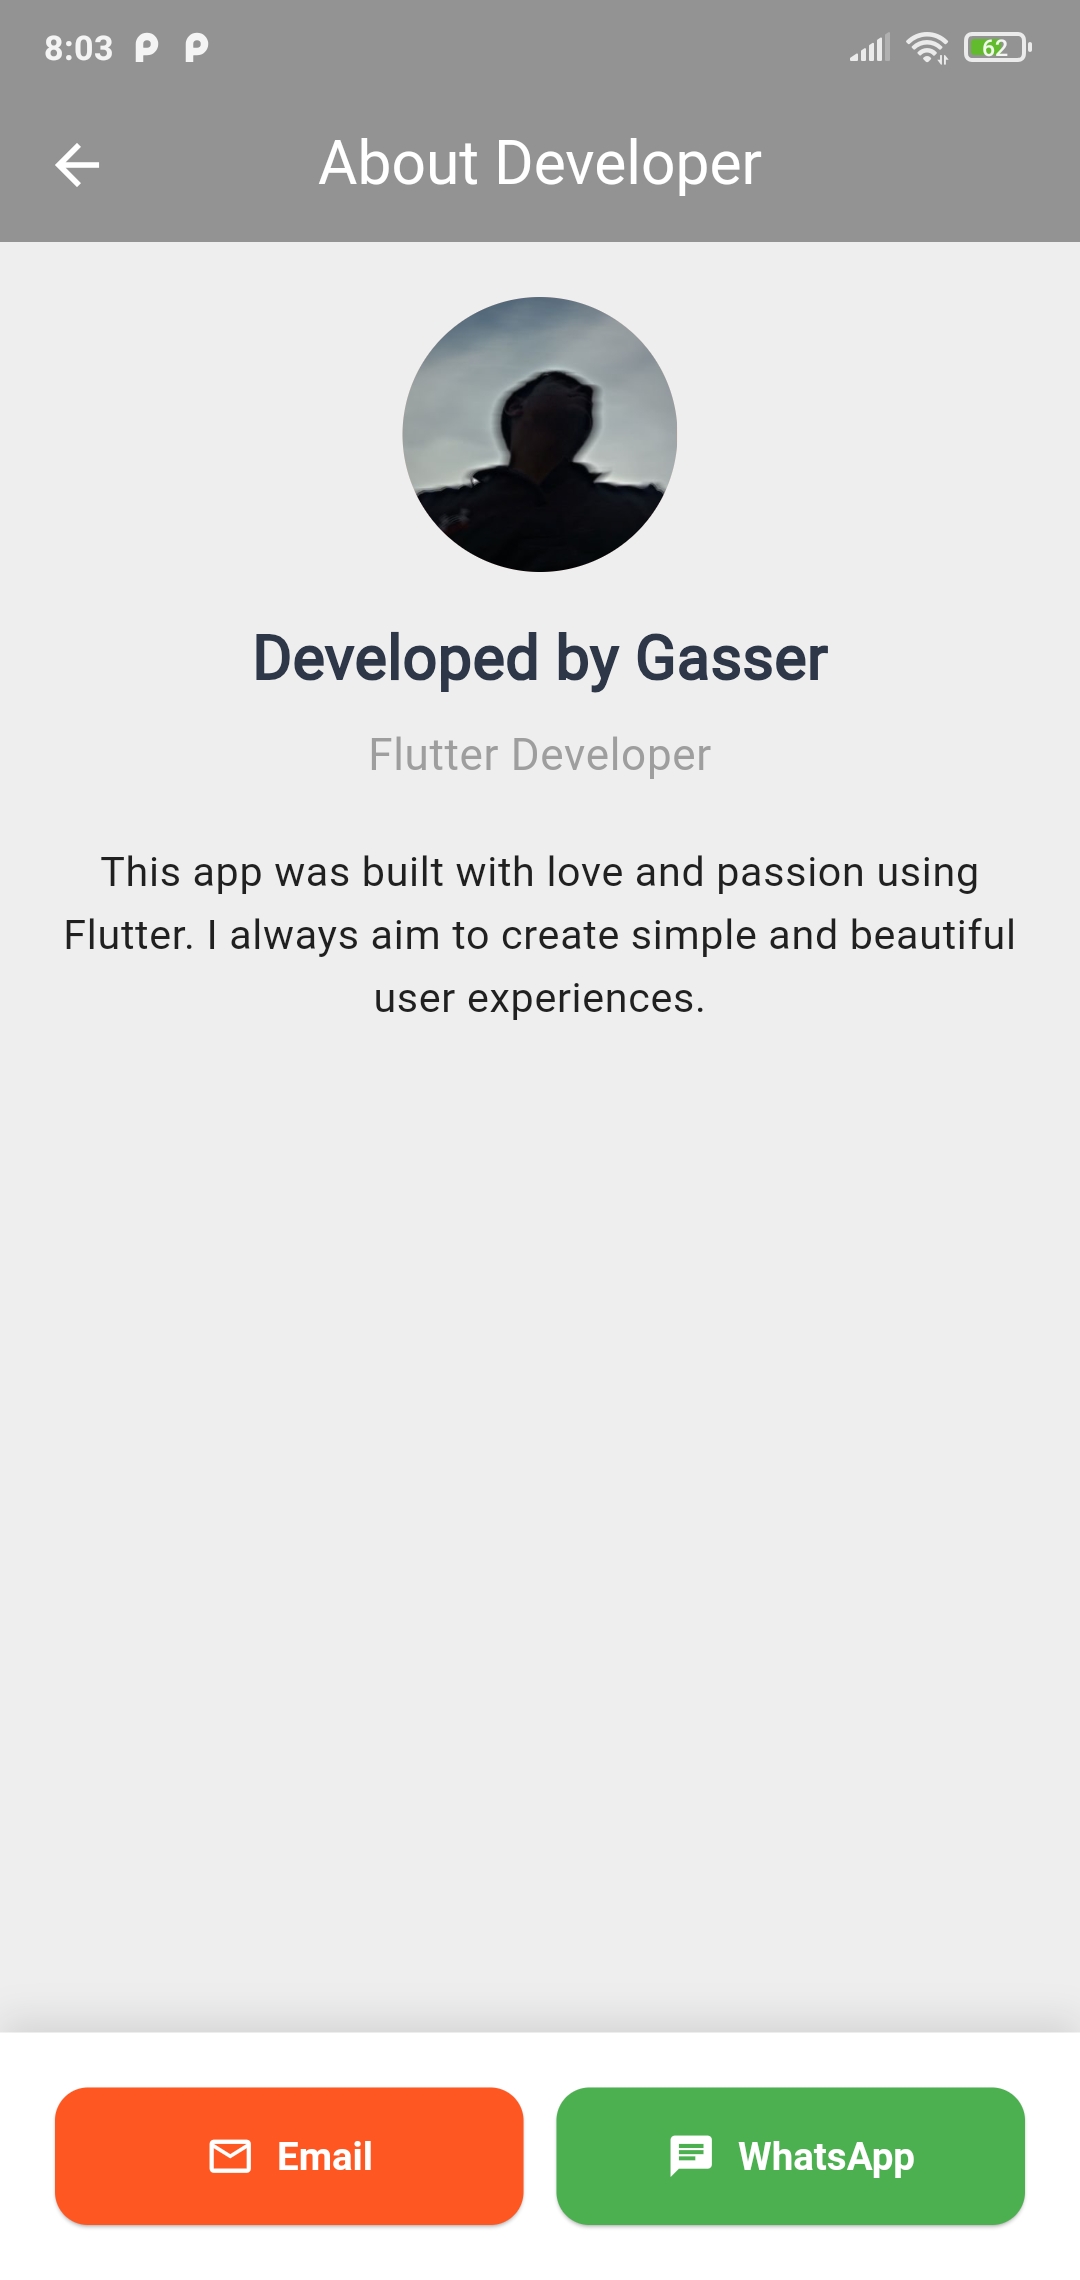 8:03
62
About Developer
Developed by Gasser
Flutter Developer
This app was built with love and passion using
Flutter. I always aim to create simple and beautiful
user experiences.
Email
WhatsApp